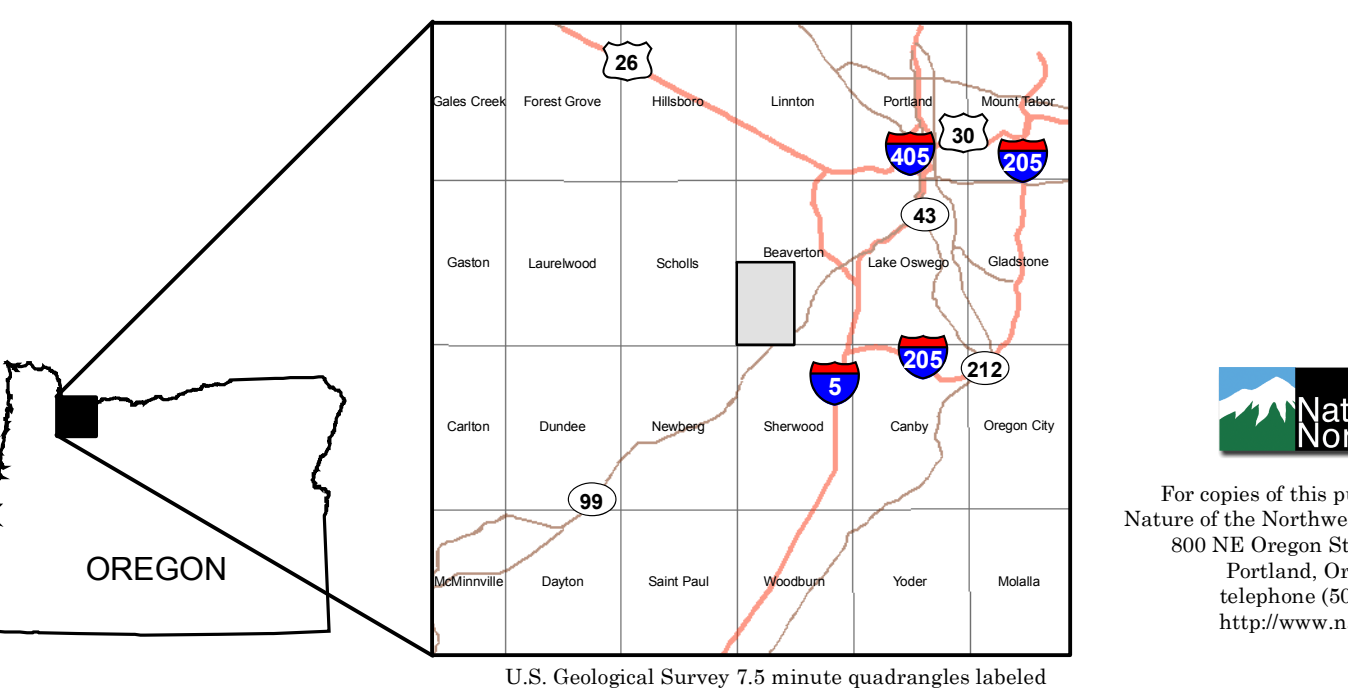 26
Gales Creek Forest Grove Hillsboro Linnton Portland Mount Tabor
30
405 205
43
Beaverton
Gaston Laurelwood Scholls Lake Oswego Gladstone
205
212
5
Carlton Dundee Newberg Sherwood Canby Oregon City
99
OREGON
McMinnville Dayton Saint Paul Woodburn Yoder Molalla
U.S. Geological Survey 7.5 minute quadrangles labeled
Nat
Nor
For copies of this pu
Nature of the Northwe
800 NE Oregon St
Portland, Or
telephone (50
http://www.n